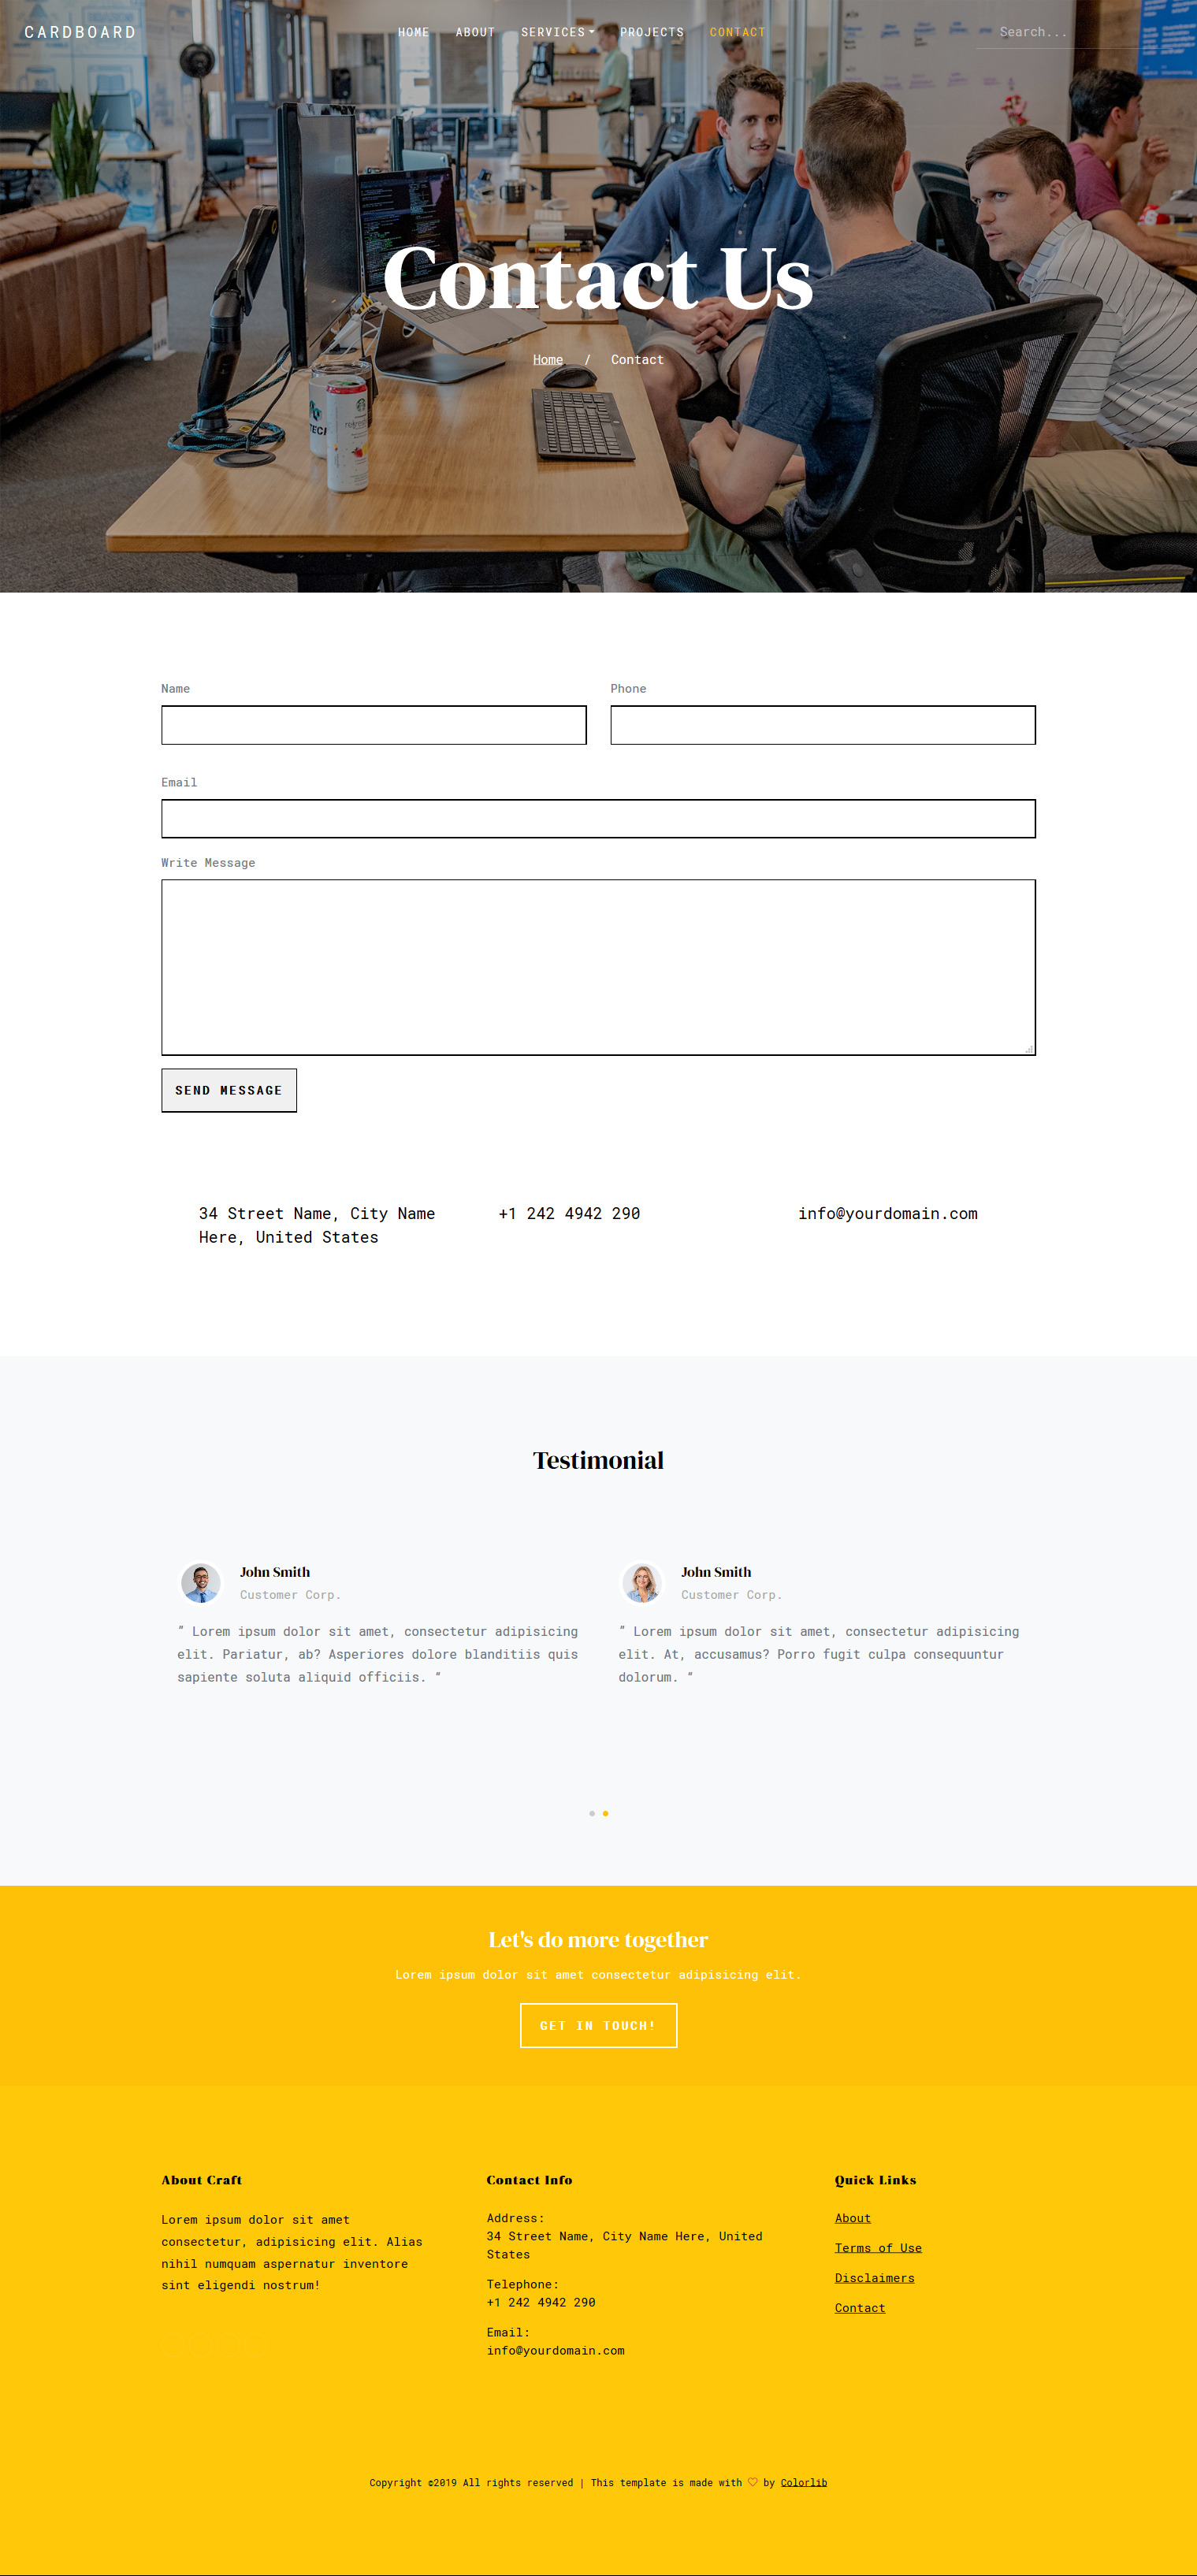 CARDBOARD
HOME ABOUT SERVICES PROJECTS CONTACT
Search...
Contact Us
Home / Contact
Name
Phone
Email
Write Message
SEND MESSAGE
34 Street Name, City Name
Here, United States
+1 242 4942 290
info@yourdomain.com
Testimonial
John Smith
Customer Corp.
” Lorem ipsum dolor sit amet, consectetur adipisicing
elit. Pariatur, ab? Asperiores dolore blanditiis quis
sapiente soluta aliquid officiis. “
John Smith
Customer Corp.
” Lorem ipsum dolor sit amet, consectetur adipisicing
elit. At, accusamus? Porro fugit culpa consequuntur
dolorum. “
Let's do more together
Lorem ipsum dolor sit amet consectetur adipisicing elit.
GET IN TOUCH!
About Craft
Lorem ipsum dolor sit amet
consectetur, adipisicing elit. Alias
nihil numquam aspernatur inventore
sint eligendi nostrum!
Contact Info
Address:
34 Street Name, City Name Here, United
States
Telephone:
+1 242 4942 290
Email:
info@yourdomain.com
Quick Links
About
Terms of Use
Disclaimers
Contact
Copyright ©2019 All rights reserved | This template is made with ♡ by Colorlib